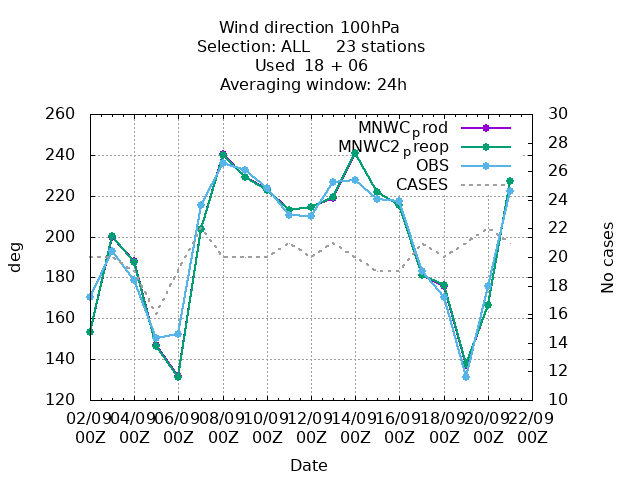 Wind direction 100hPa
Selection: ALL 23 stations
Used 18 + 06
Averaging window: 24h
260 240 220 200 180 160 140 120
deg
MNWCprod
MNWC2preop
OBS
CASES
30 28 26 24 22 20 18 16 14 12 10
No cases
02/09 04/09 06/09 08/09 10/09 12/09 14/09 16/09 18/09 20/09 22/09
00Z 00Z 00Z 00Z 00Z 00Z 00Z 00Z 00Z 00Z 00Z
Date